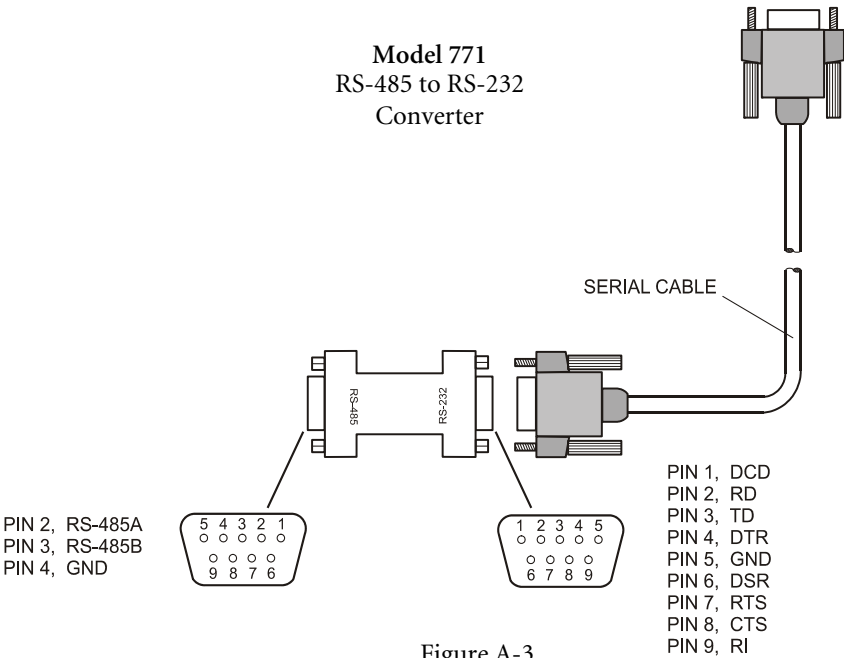 Model 771
RS-485 to RS-232
Converter
SERIAL CABLE
RS-485
RS-232
PIN 2, RS-485A
PIN 3, RS-485B
PIN 4, GND
5 4 3 2 1
9 8 7 6
1 2 3 4 5
6 7 8 9
PIN 1, DCD
PIN 2, RD
PIN 3, TD
PIN 4, DTR
PIN 5, GND
PIN 6, DSR
PIN 7, RTS
PIN 8, CTS
PIN 9, RI
Figure A-3